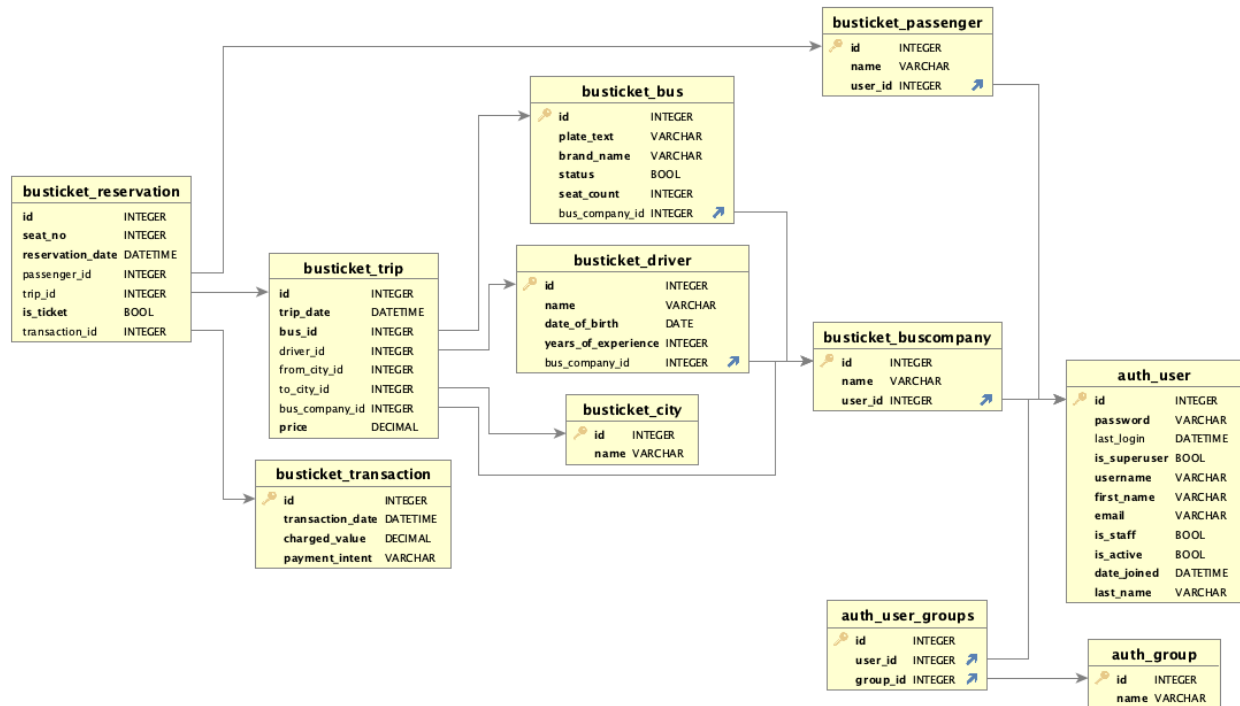 busticket_passenger
id INTEGER
name VARCHAR
user_id INTEGER
busticket_bus
id INTEGER
plate_text VARCHAR
brand_name VARCHAR
status BOOL
seat_count INTEGER
bus_company_id INTEGER
busticket_reservation
id INTEGER
seat_no INTEGER
reservation_date DATETIME
passenger_id INTEGER
trip_id INTEGER
is_ticket BOOL
transaction_id INTEGER
busticket_trip
id INTEGER
trip_date DATETIME
bus_id INTEGER
driver_id INTEGER
from_city_id INTEGER
to_city_id INTEGER
bus_company_id INTEGER
price DECIMAL
busticket_driver
id INTEGER
name VARCHAR
date_of_birth DATE
years_of_experience INTEGER
bus_company_id INTEGER
busticket_buscompany
id INTEGER
name VARCHAR
user_id INTEGER
busticket_city
id INTEGER
name VARCHAR
auth_user
id INTEGER
password VARCHAR
last_login DATETIME
is_superuser BOOL
username VARCHAR
first_name VARCHAR
email VARCHAR
is_staff BOOL
is_active BOOL
date_joined DATETIME
last_name VARCHAR
busticket_transaction
id INTEGER
transaction_date DATETIME
charged_value DECIMAL
payment_intent VARCHAR
auth_user_groups
id INTEGER
user_id INTEGER
group_id INTEGER
auth_group
id INTEGER
name VARCHAR